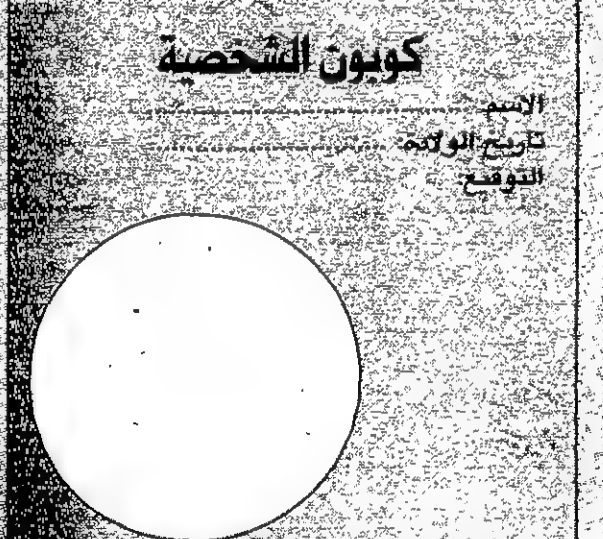 كوبون الشخصية
الاسم
تاريخ الولادة
التوقيع